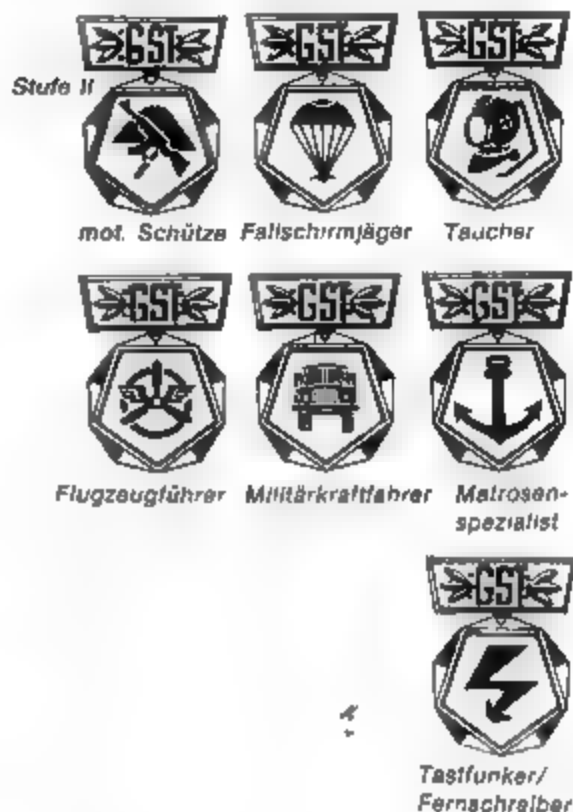 GST GST GST
Stufe II
mot. Schütze Fallschirmjäger Taucher
GST GST GST
Flugzeugführer Militärkraftfahrer Matrosen-
spezialist
GST
Tastfunker/
Fernschreiber